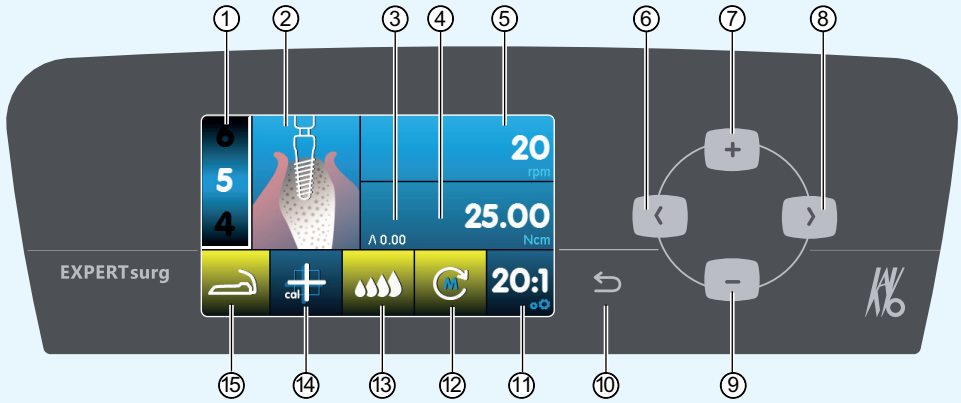 ① ② ③ ④ ⑤ ⑥ ⑦ ⑧
6
5
4
20
rpm
25.00
Λ 0.00
Ncm
cal
M
20:1
+
‹ ›
−
EXPERTsurg
KAVO
⑮ ⑭ ⑬ ⑫ ⑪ ⑩ ⑨